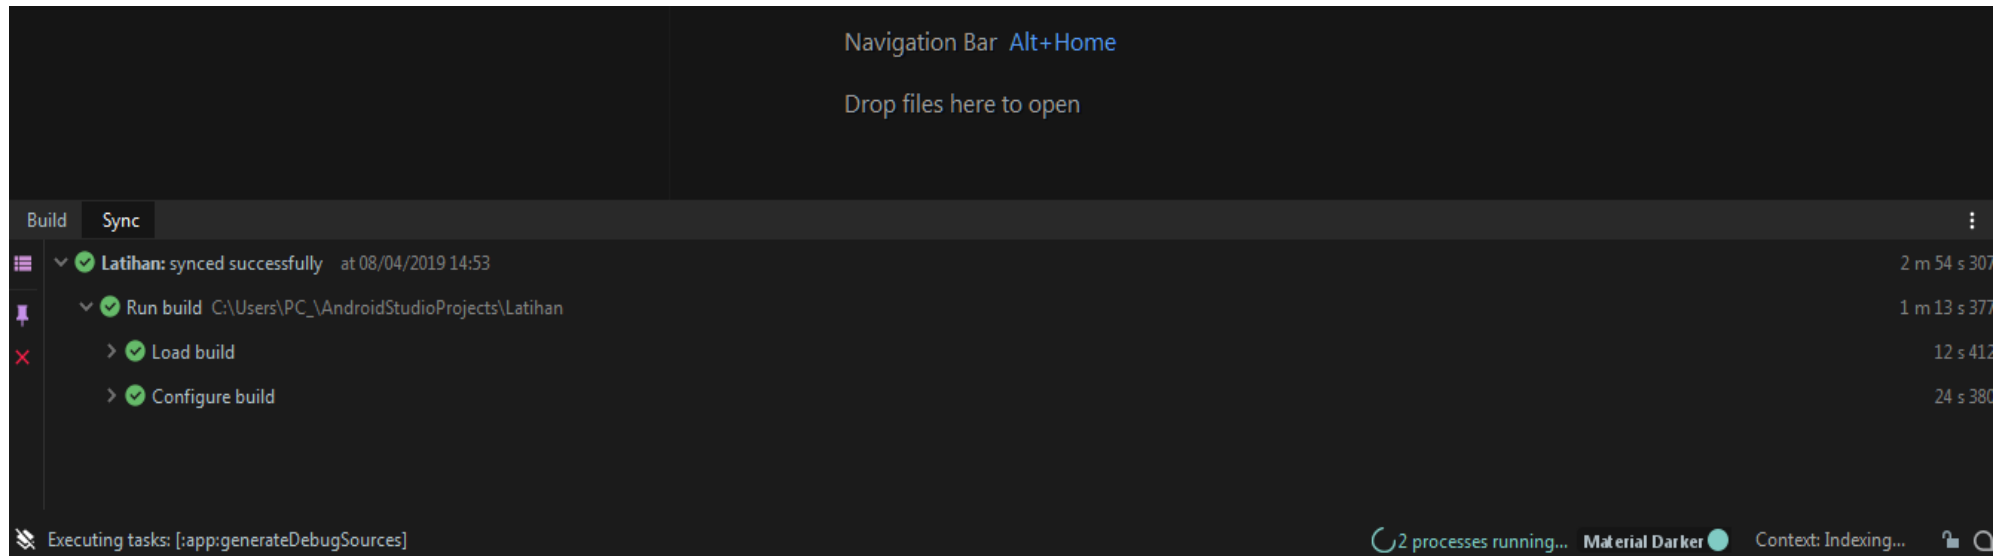 Navigation Bar Alt+Home
Drop files here to open
Build Sync
Latihan: synced successfully at 08/04/2019 14:53 2 m 54 s 307
Run build C:\Users\PC_\AndroidStudioProjects\Latihan 1 m 13 s 377
Load build 12 s 412
Configure build 24 s 380
Executing tasks: [:app:generateDebugSources] 2 processes running... Material Darker Context: Indexing...